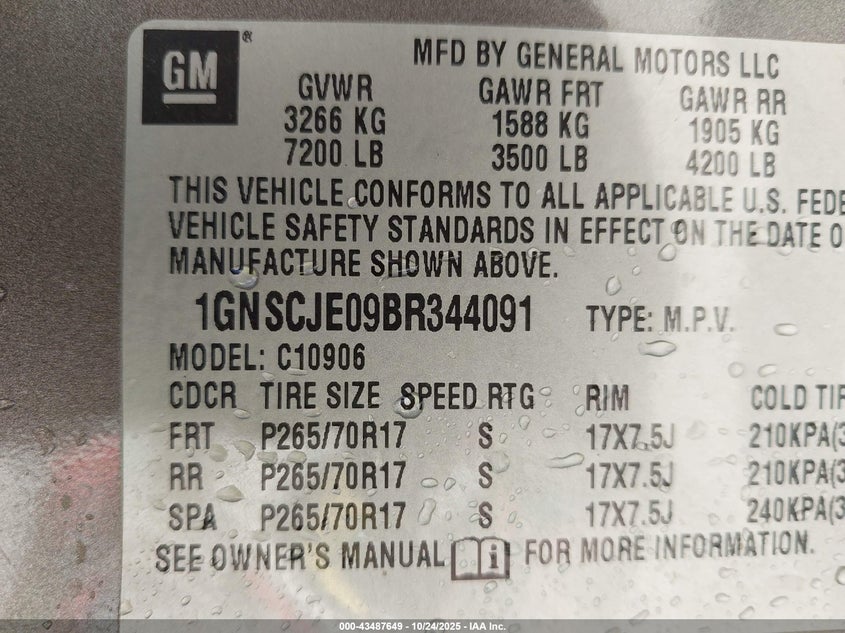 GM ®
MFD BY GENERAL MOTORS LLC
GVWR GAWR FRT GAWR RR
3266 KG 1588 KG 1905 KG
7200 LB 3500 LB 4200 LB
THIS VEHICLE CONFORMS TO ALL APPLICABLE U.S. FEDE
VEHICLE SAFETY STANDARDS IN EFFECT ON THE DATE O
MANUFACTURE SHOWN ABOVE.
1GNSCJE09BR344091 TYPE: M.P.V.
MODEL: C10906
CDCR TIRE SIZE SPEED RTG RIM COLD TIR
FRT P265/70R17 S 17X7.5J 210KPA(3
RR P265/70R17 S 17X7.5J 210KPA(3
SPA P265/70R17 S 17X7.5J 240KPA(3
SEE OWNER'S MANUAL i FOR MORE INFORMATION.
000-43487649 - 10/24/2025 - IAA Inc.